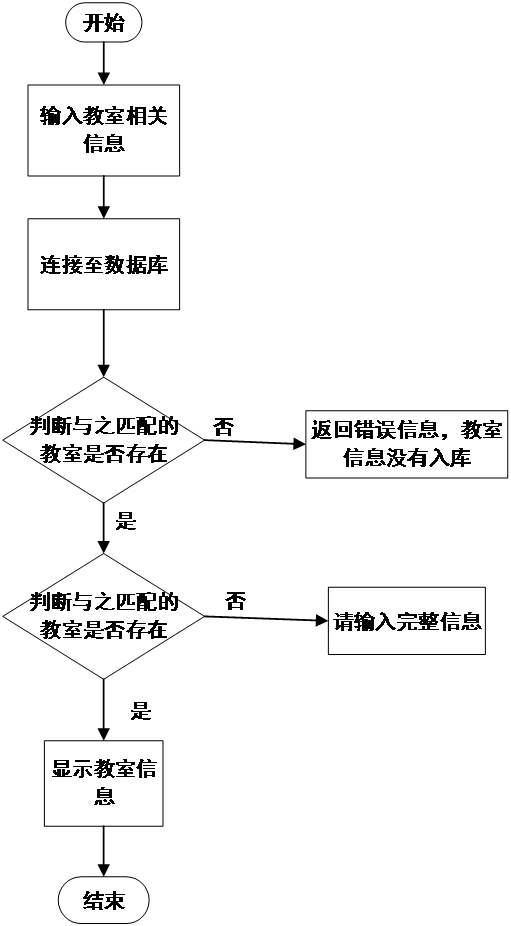 开始
输入教室相关
信息
连接至数据库
判断与之匹配的
教室是否存在
否
返回错误信息，教室
信息没有入库
是
判断与之匹配的
教室是否存在
否
请输入完整信息
是
显示教室信
息
结束